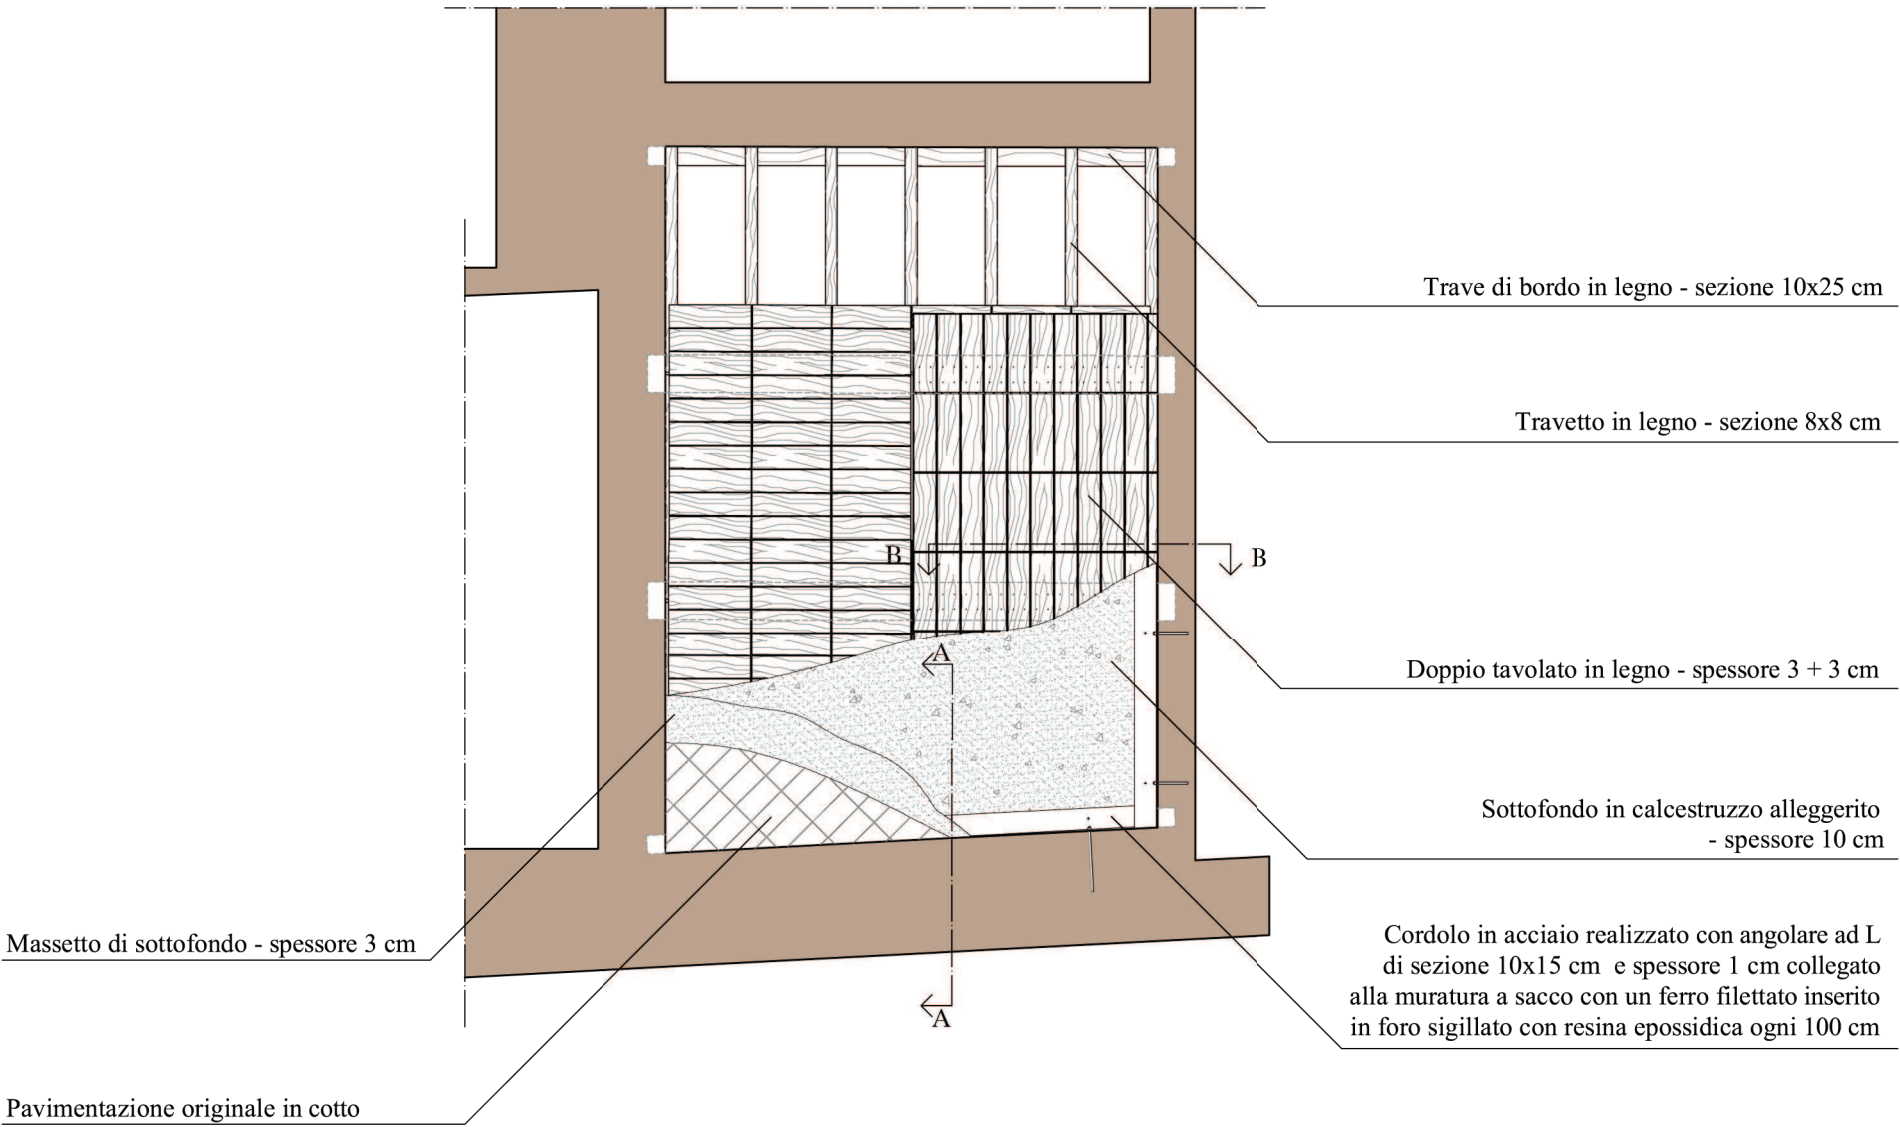 Trave di bordo in legno - sezione 10x25 cm
Travetto in legno - sezione 8x8 cm
B
B
Doppio tavolato in legno - spessore 3 + 3 cm
A
Sottofondo in calcestruzzo alleggerito
- spessore 10 cm
Massetto di sottofondo - spessore 3 cm
Cordolo in acciaio realizzato con angolare ad L
di sezione 10x15 cm e spessore 1 cm collegato
alla muratura a sacco con un ferro filettato inserito
in foro sigillato con resina epossidica ogni 100 cm
A
Pavimentazione originale in cotto